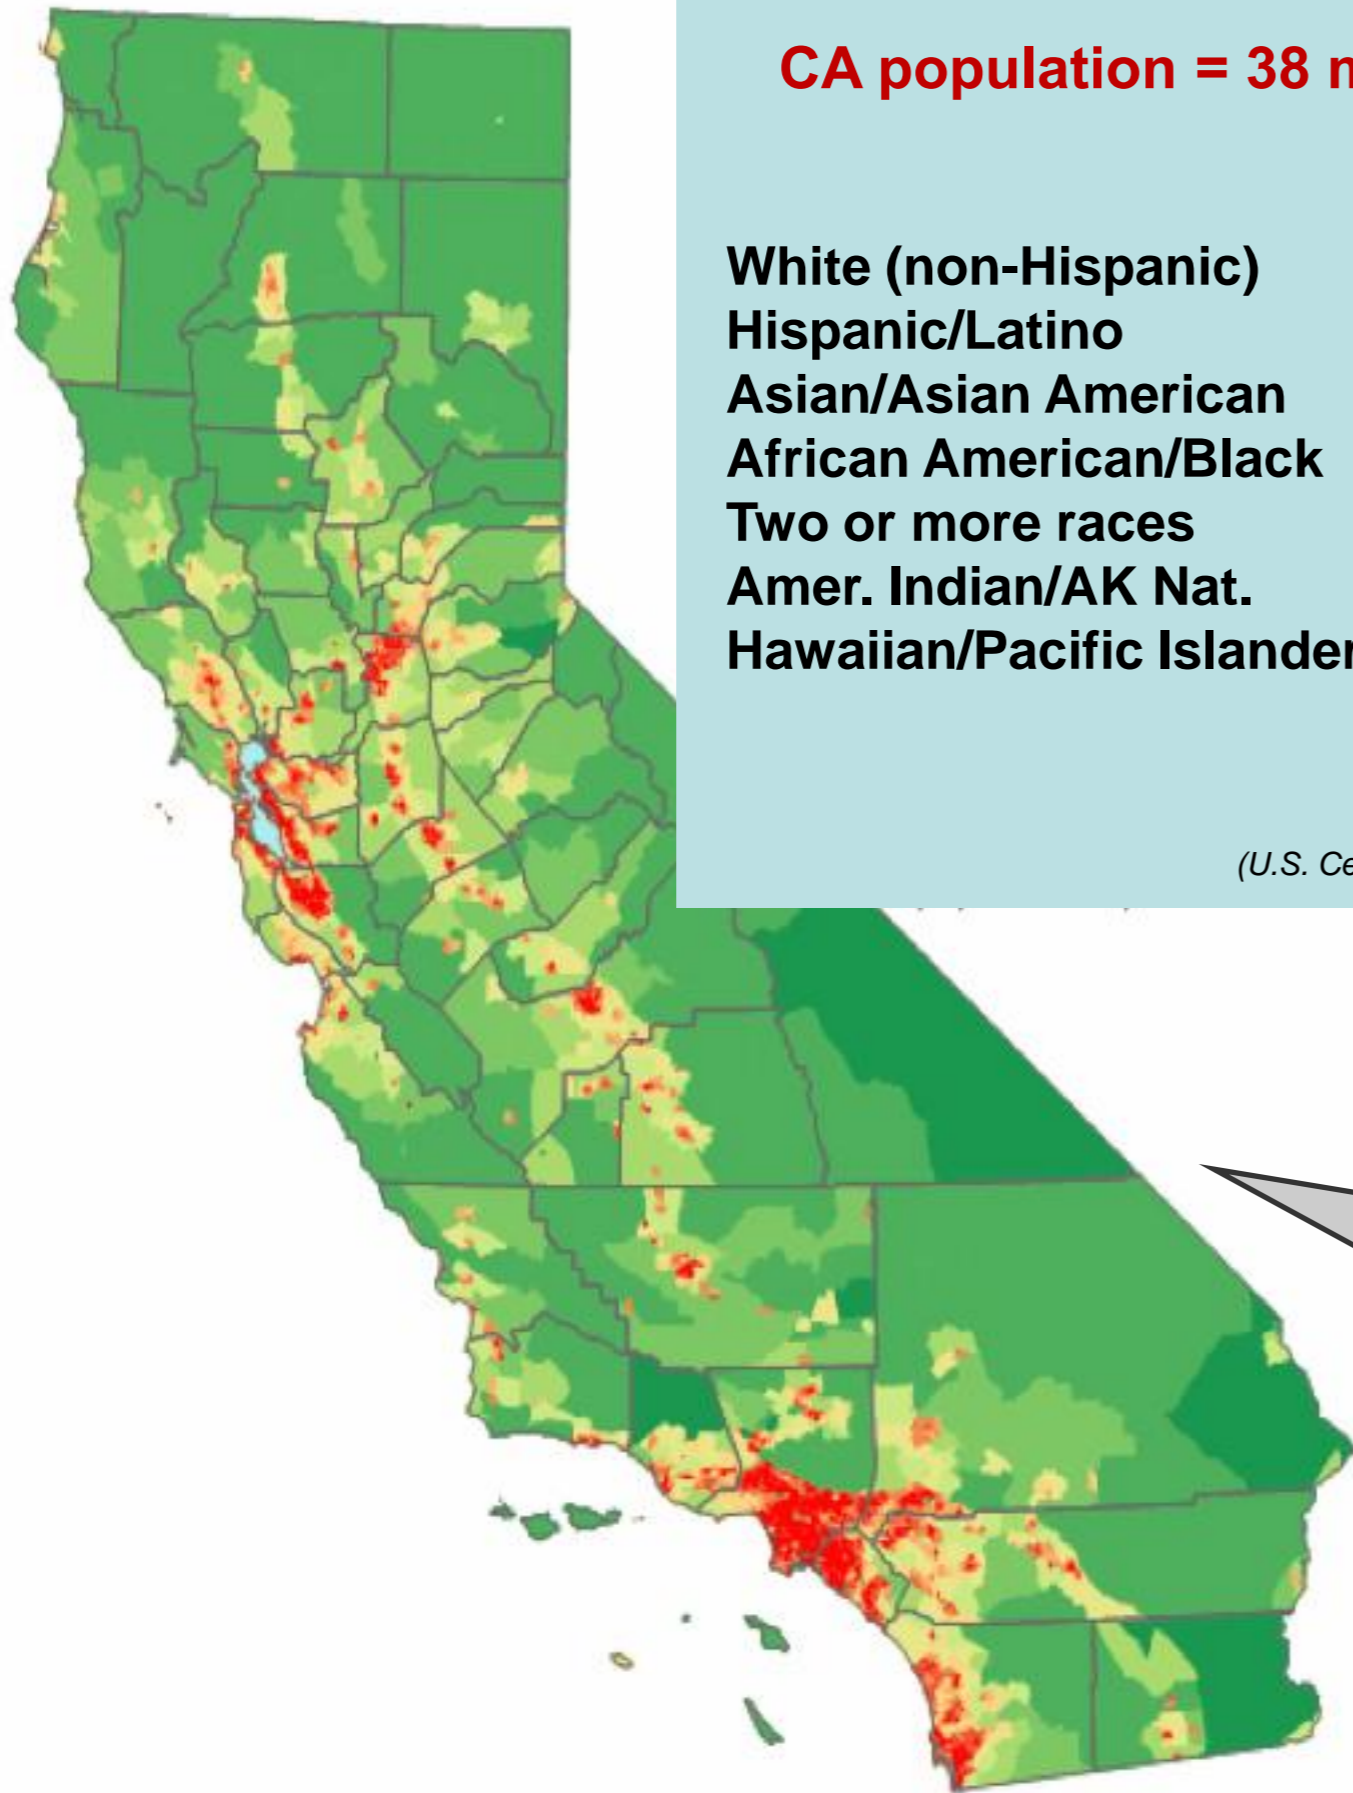 CA population = 38 m
White (non-Hispanic)
Hispanic/Latino
Asian/Asian American
African American/Black
Two or more races
Amer. Indian/AK Nat.
Hawaiian/Pacific Islander
(U.S. Ce